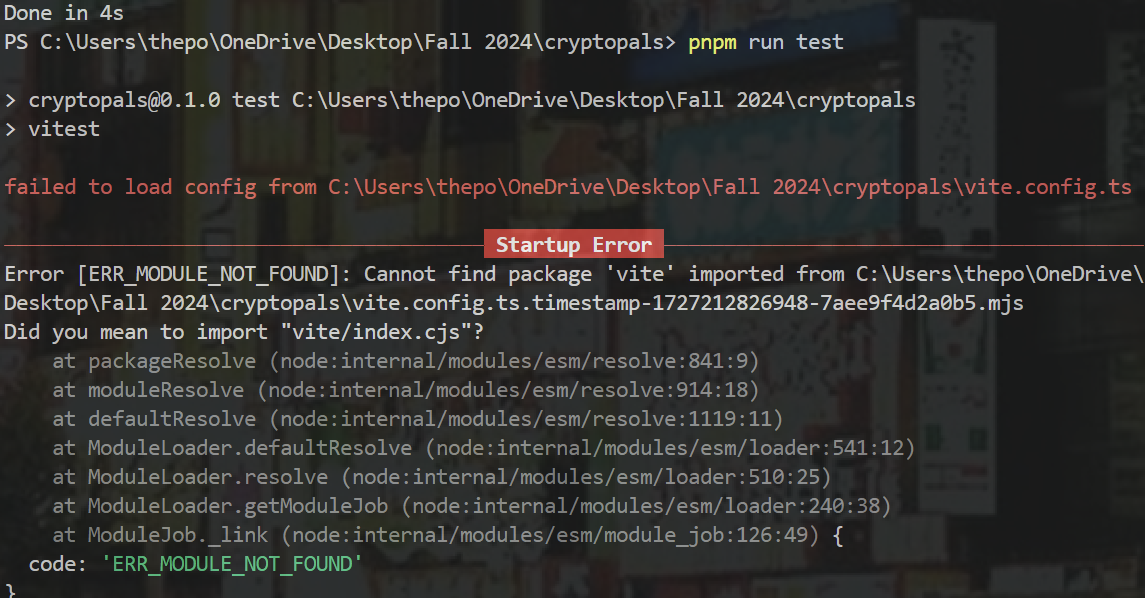 Done in 4s
PS C:\Users\thepo\OneDrive\Desktop\Fall 2024\cryptopals> pnpm run test
> cryptopals@0.1.0 test C:\Users\thepo\OneDrive\Desktop\Fall 2024\cryptopals
> vitest
failed to load config from C:\Users\thepo\OneDrive\Desktop\Fall 2024\cryptopals\vite.config.ts
Startup Error
Error [ERR_MODULE_NOT_FOUND]: Cannot find package 'vite' imported from C:\Users\thepo\OneDrive\
Desktop\Fall 2024\cryptopals\vite.config.ts.timestamp-1727212826948-7aee9f4d2a0b5.mjs
Did you mean to import "vite/index.cjs"?
    at packageResolve (node:internal/modules/esm/resolve:841:9)
    at moduleResolve (node:internal/modules/esm/resolve:914:18)
    at defaultResolve (node:internal/modules/esm/resolve:1119:11)
    at ModuleLoader.defaultResolve (node:internal/modules/esm/loader:541:12)
    at ModuleLoader.resolve (node:internal/modules/esm/loader:510:25)
    at ModuleLoader.getModuleJob (node:internal/modules/esm/loader:240:38)
    at ModuleJob._link (node:internal/modules/esm/module_job:126:49) {
  code: 'ERR_MODULE_NOT_FOUND'
}